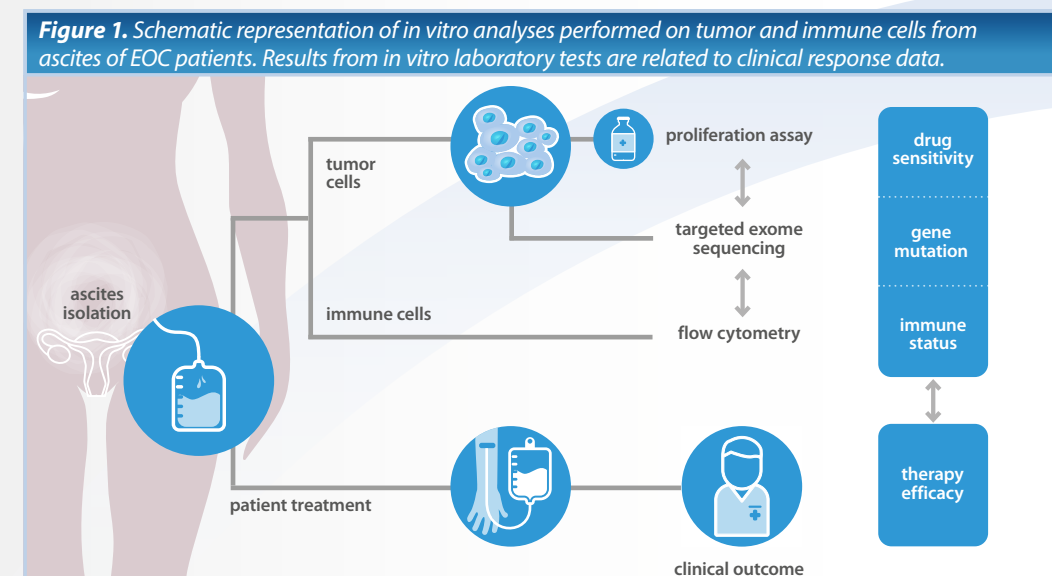 Figure 1. Schematic representation of in vitro analyses performed on tumor and immune cells from
ascites of EOC patients. Results from in vitro laboratory tests are related to clinical response data.
tumor
cells
proliferation assay
drug
sensitivity
targeted exome
sequencing
gene
mutation
ascites
isolation
immune cells
flow cytometry
immune
status
patient treatment
therapy
efficacy
clinical outcome